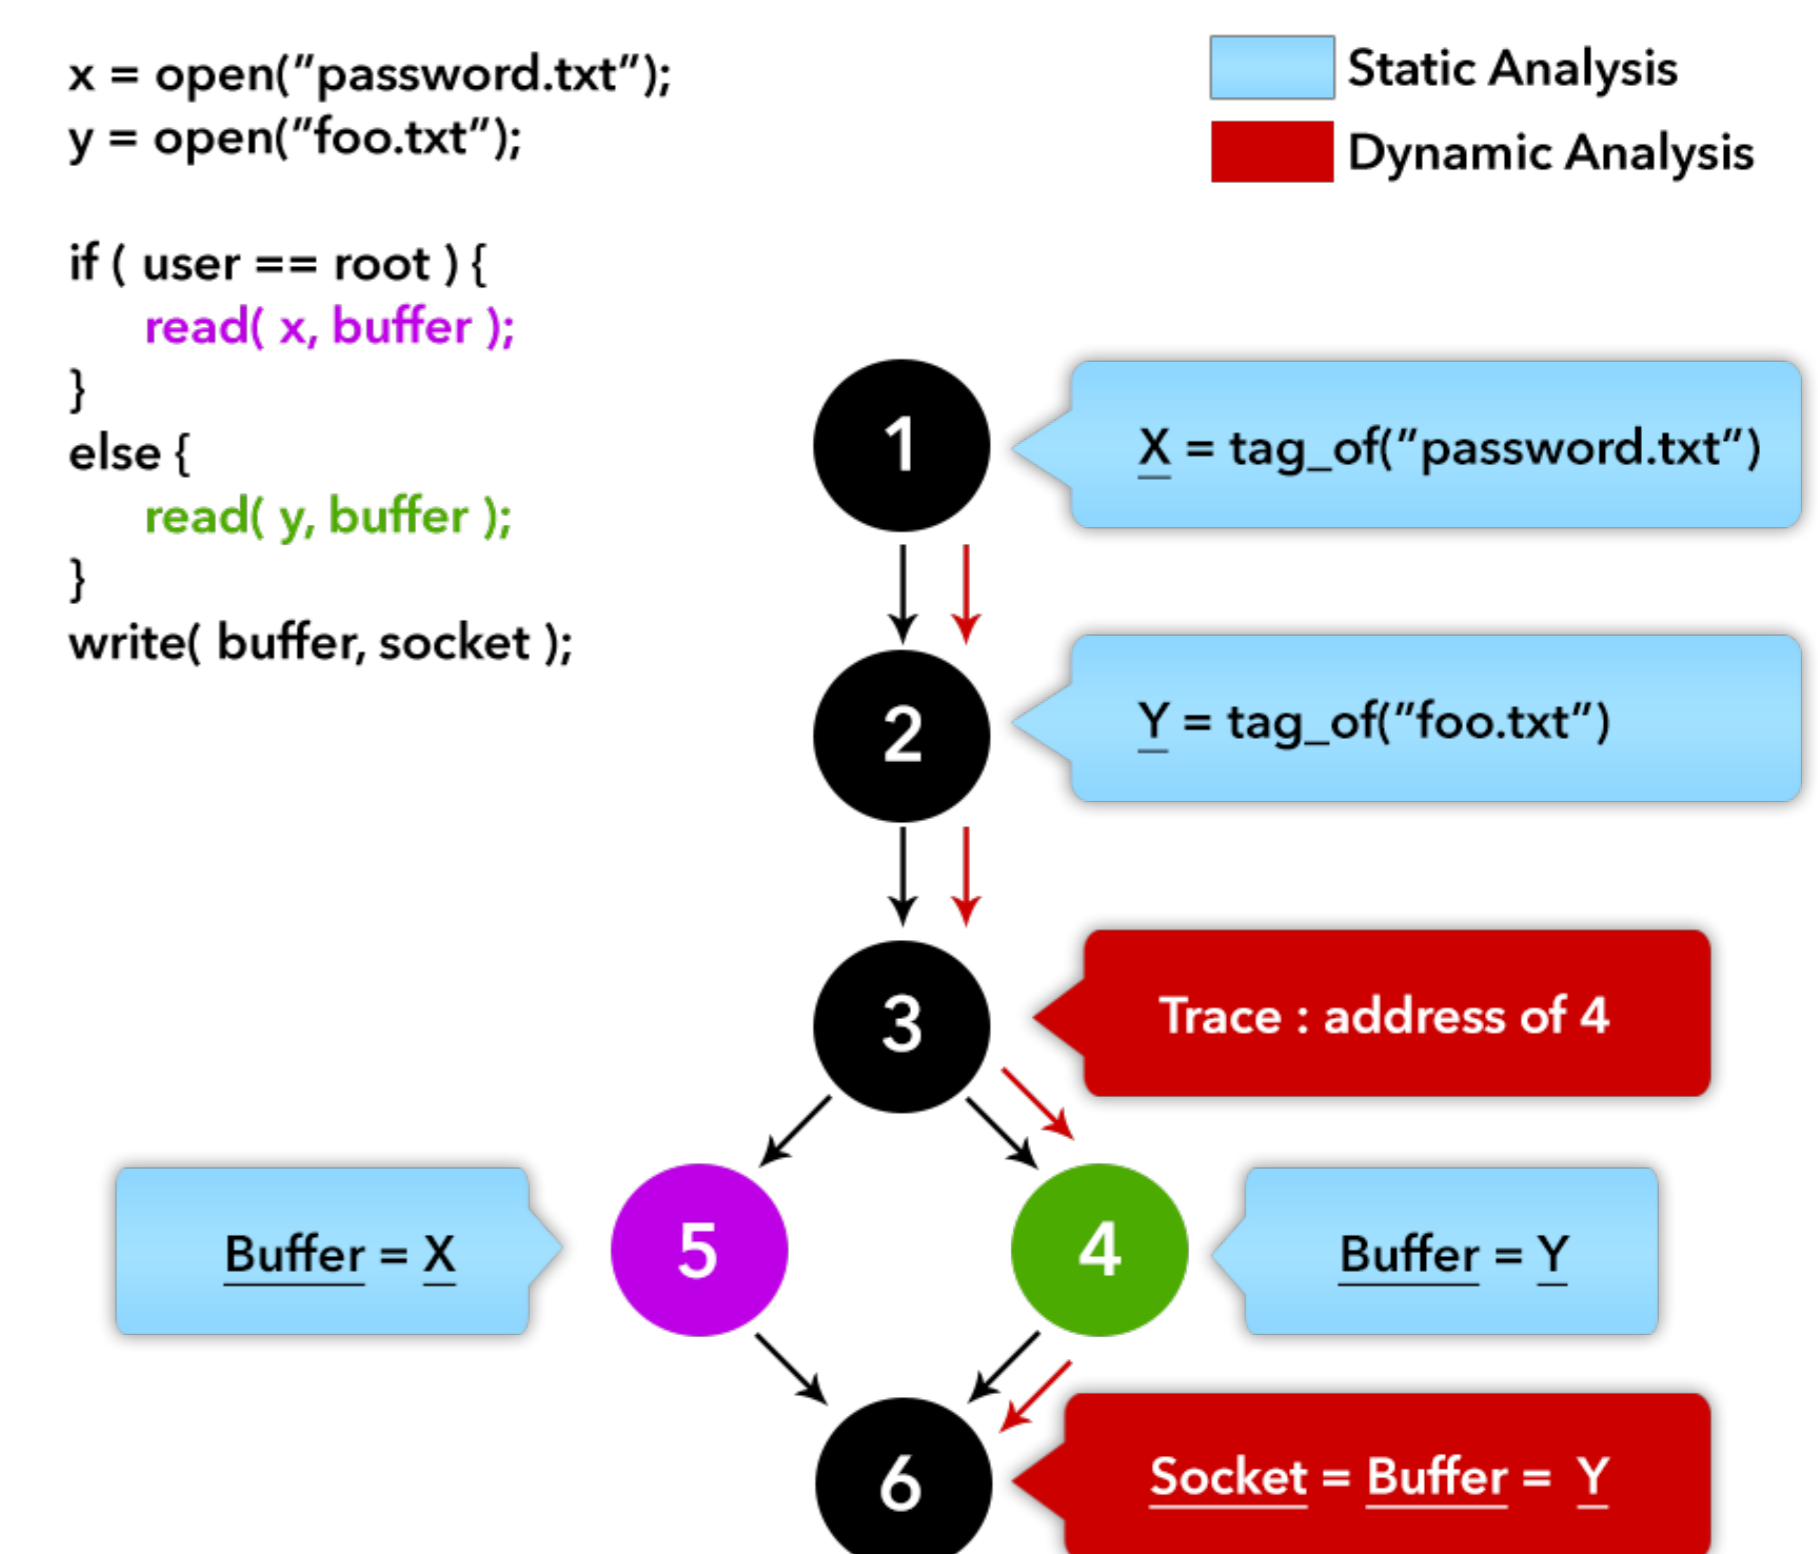 x = open("password.txt");
y = open("foo.txt");
if ( user == root ) {
read( x, buffer );
}
else {
read( y, buffer );
}
write( buffer, socket );
Static Analysis
Dynamic Analysis
1
X = tag_of("password.txt")
2
Y = tag_of("foo.txt")
3
Trace : address of 4
Buffer = X
5
4
Buffer = Y
6
Socket = Buffer = Y